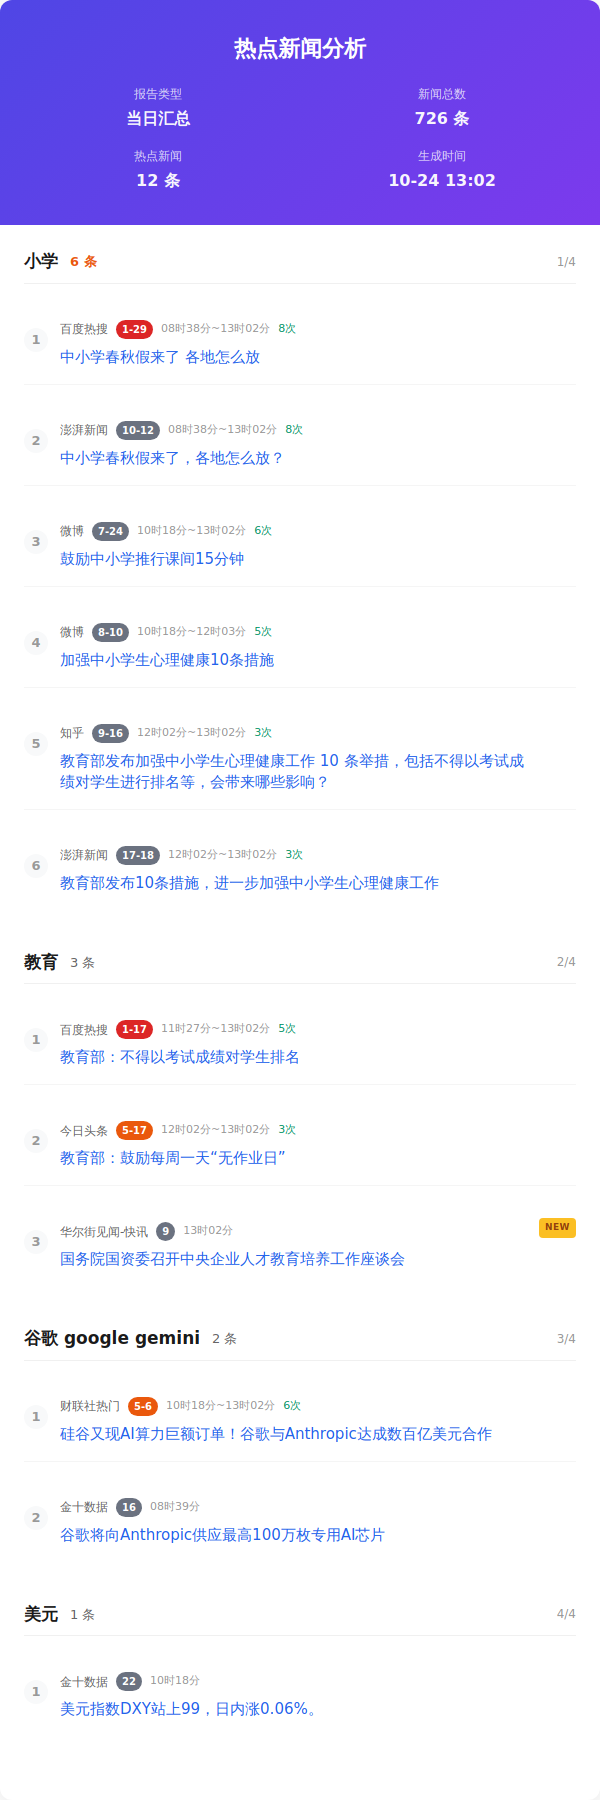 热点新闻分析
报告类型
新闻总数
当日汇总
726 条
热点新闻
生成时间
12 条
10-24 13:02
小学 6 条 1/4
百度热搜 1-29 08时38分~13时02分 8次
1
中小学春秋假来了 各地怎么放
澎湃新闻 10-12 08时38分~13时02分 8次
2
中小学春秋假来了，各地怎么放？
微博 7-24 10时18分~13时02分 6次
3
鼓励中小学推行课间15分钟
微博 8-10 10时18分~12时03分 5次
4
加强中小学生心理健康10条措施
知乎 9-16 12时02分~13时02分 3次
5
教育部发布加强中小学生心理健康工作 10 条举措，包括不得以考试成
绩对学生进行排名等，会带来哪些影响？
澎湃新闻 17-18 12时02分~13时02分 3次
6
教育部发布10条措施，进一步加强中小学生心理健康工作
教育 3 条 2/4
百度热搜 1-17 11时27分~13时02分 5次
1
教育部：不得以考试成绩对学生排名
今日头条 5-17 12时02分~13时02分 3次
2
教育部：鼓励每周一天“无作业日”
华尔街见闻-快讯 9 13时02分 NEW
3
国务院国资委召开中央企业人才教育培养工作座谈会
谷歌 google gemini 2 条 3/4
财联社热门 5-6 10时18分~13时02分 6次
1
硅谷又现AI算力巨额订单！谷歌与Anthropic达成数百亿美元合作
金十数据 16 08时39分
2
谷歌将向Anthropic供应最高100万枚专用AI芯片
美元 1 条 4/4
金十数据 22 10时18分
1
美元指数DXY站上99，日内涨0.06%。